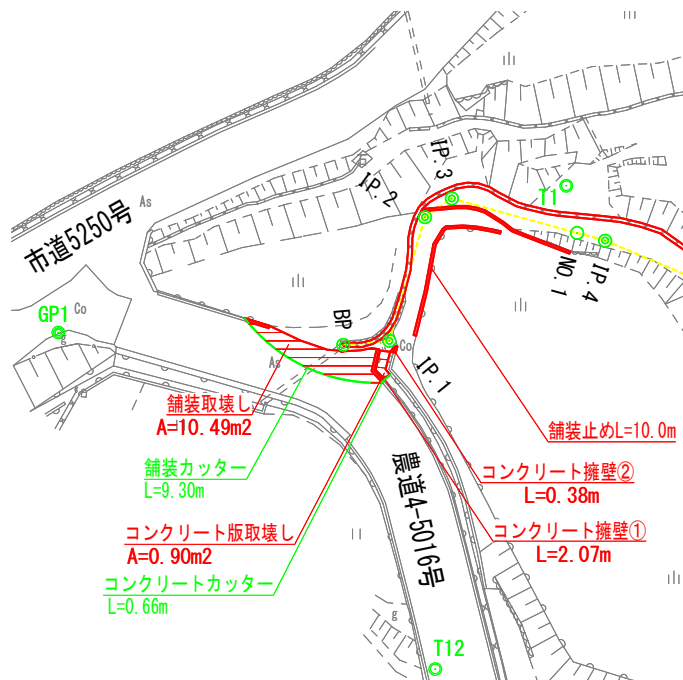 IP. 3
IP. 2
T1
As
市道5250号
NO. 1
IP. 4
GP1
Co
g
BP
Co
As
IP. 1
舗装取壊し
A=10. 49m2
舗装止めL=10. 0m
舗装カッター
L=9. 30m
コンクリート擁壁②
L=0. 38m
農道4-5016号
コンクリート版取壊し
A=0. 90m2
コンクリート擁壁①
L=2. 07m
コンクリートカッター
L=0. 66m
g
T12